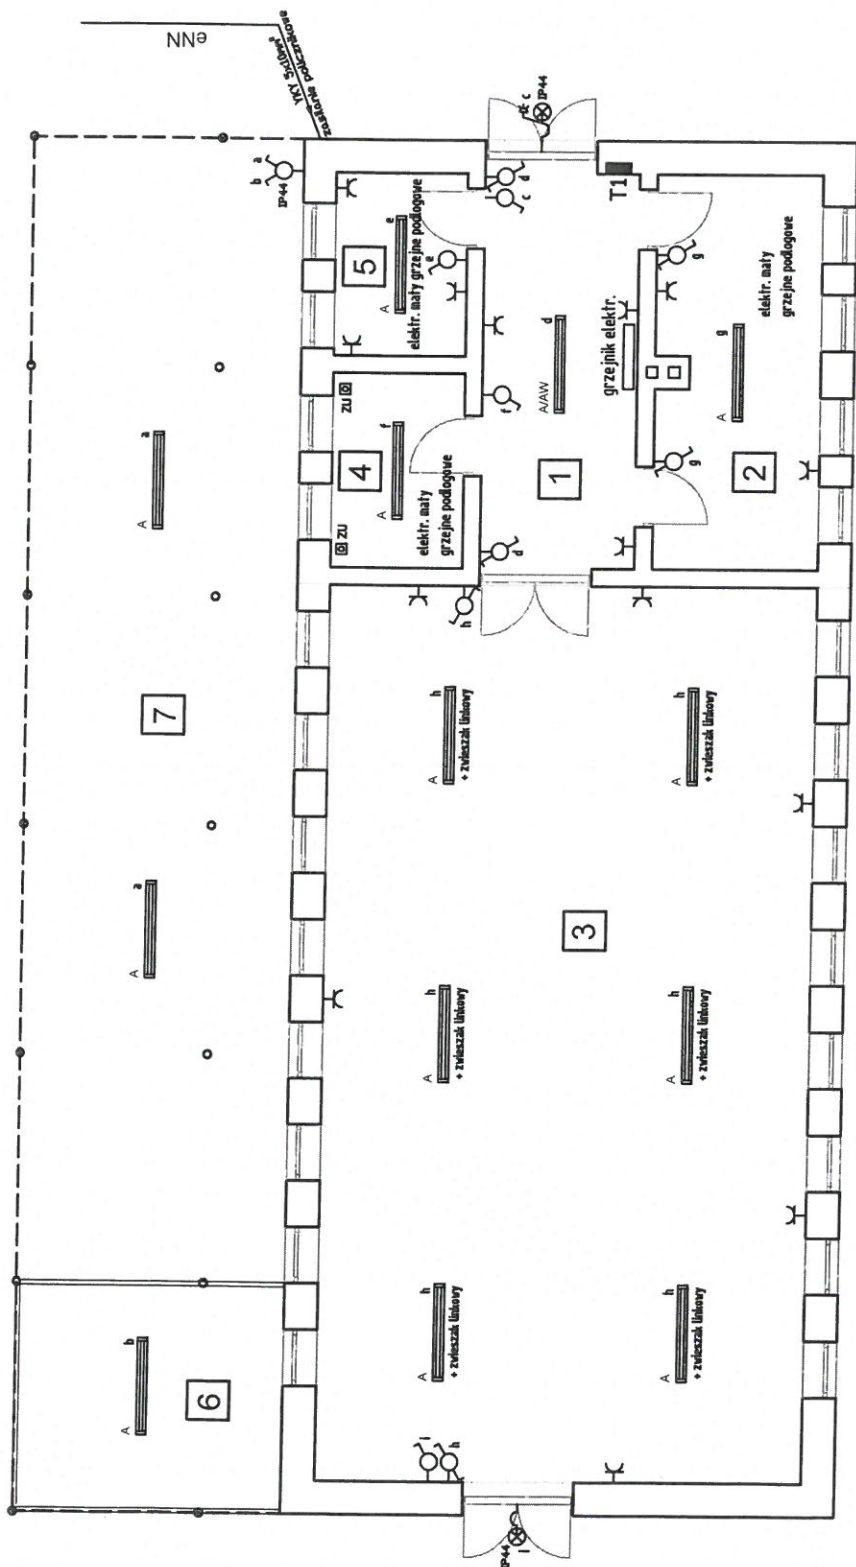 eNN
YKY 5x10mm²
zasilanie policznikowe
b a
IP44
c
IP44
d
c
T1
5
A e
elektr. maty grzejne podłogowe
e
g
elektr. maty
grzejne podłogowe
A a
ZU
ZU
4
A f
elektr. maty
grzejne podłogowe
f
A/AW d
1
d
grzejnik elektr.
A g
2
g
7
A a
h
A h
+ zwieszak linkowy
A h
+ zwieszak linkowy
3
A h
+ zwieszak linkowy
A h
+ zwieszak linkowy
A h
+ zwieszak linkowy
A h
+ zwieszak linkowy
A b
6
i
h
IP44
i